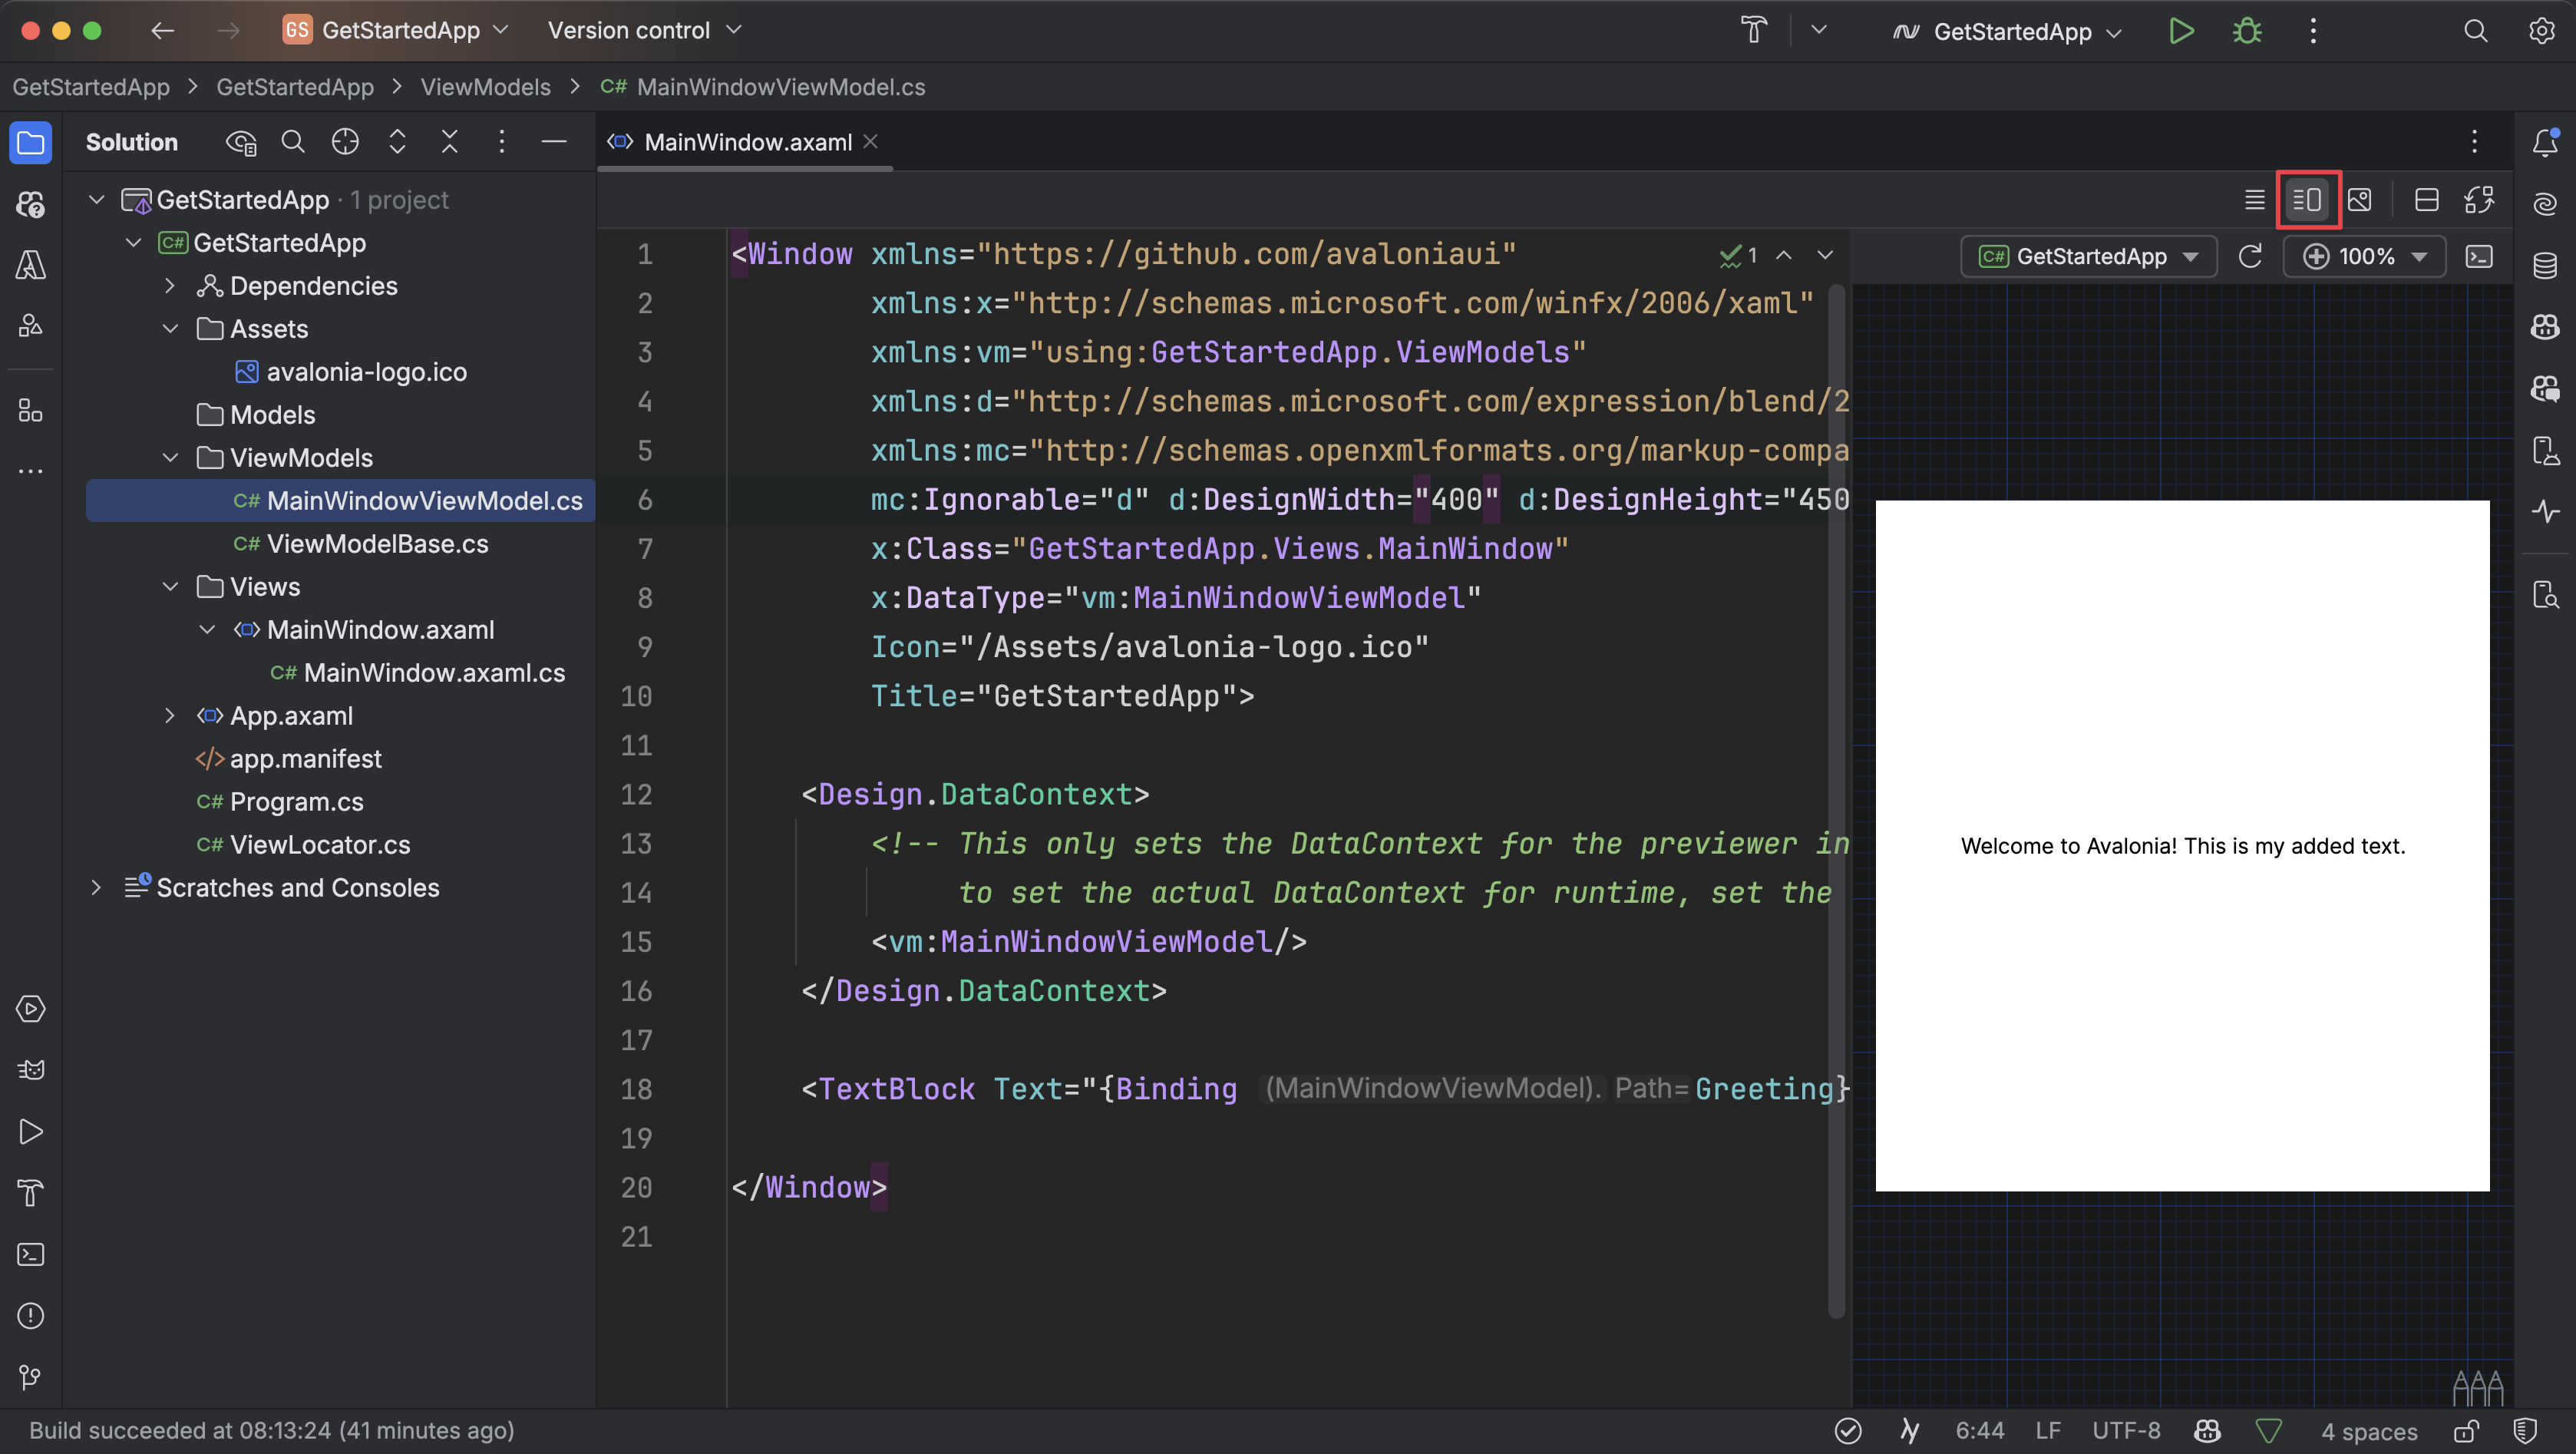 GS GetStartedApp Version control GetStartedApp
GetStartedApp > GetStartedApp > ViewModels > C# MainWindowViewModel.cs
Solution
MainWindow.axaml
GetStartedApp · 1 project
C# GetStartedApp
Dependencies
Assets
avalonia-logo.ico
Models
ViewModels
C# MainWindowViewModel.cs
C# ViewModelBase.cs
Views
MainWindow.axaml
C# MainWindow.axaml.cs
App.axaml
</> app.manifest
C# Program.cs
C# ViewLocator.cs
Scratches and Consoles
1 <Window xmlns="https://github.com/avaloniaui"
2 xmlns:x="http://schemas.microsoft.com/winfx/2006/xaml"
3 xmlns:vm="using:GetStartedApp.ViewModels"
4 xmlns:d="http://schemas.microsoft.com/expression/blend/2
5 xmlns:mc="http://schemas.openxmlformats.org/markup-compa
6 mc:Ignorable="d" d:DesignWidth="400" d:DesignHeight="450
7 x:Class="GetStartedApp.Views.MainWindow"
8 x:DataType="vm:MainWindowViewModel"
9 Icon="/Assets/avalonia-logo.ico"
10 Title="GetStartedApp">
11
12 <Design.DataContext>
13 <!-- This only sets the DataContext for the previewer in
14 to set the actual DataContext for runtime, set the
15 <vm:MainWindowViewModel/>
16 </Design.DataContext>
17
18 <TextBlock Text="{Binding (MainWindowViewModel). Path=Greeting}
19
20 </Window>
21
1
C# GetStartedApp 100%
Welcome to Avalonia! This is my added text.
Build succeeded at 08:13:24 (41 minutes ago) 6:44 LF UTF-8 4 spaces